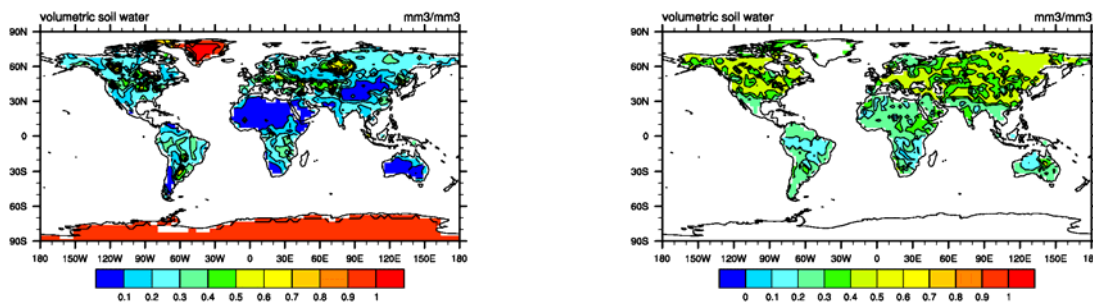 volumetric soil water mm3/mm3
90N
60N
30N
0
30S
60S
90S
180 150W 120W 90W 60W 30W 0 30E 60E 90E 120E 150E 180
0.1 0.2 0.3 0.4 0.5 0.6 0.7 0.8 0.9 1
volumetric soil water mm3/mm3
90N
60N
30N
0
30S
60S
90S
180 150W 120W 90W 60W 30W 0 30E 60E 90E 120E 150E 18
0 0.1 0.2 0.3 0.4 0.5 0.6 0.7 0.8 0.9 1